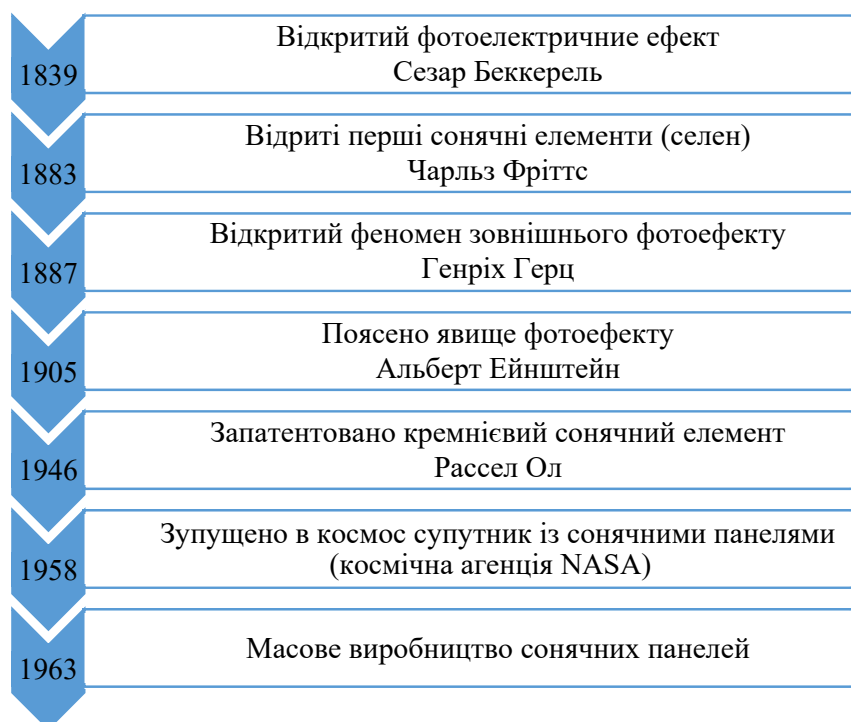 1839
Відкритий фотоелектричние ефект
Сезар Беккерель
1883
Відриті перші сонячні елементи (селен)
Чарльз Фріттс
1887
Відкритий феномен зовнішнього фотоефекту
Генріх Герц
1905
Поясено явище фотоефекту
Альберт Ейнштейн
1946
Запатентовано кремнієвий сонячний елемент
Рассел Ол
1958
Зупущено в космос супутник із сонячними панелями
(космічна агенція NASA)
1963
Масове виробництво сонячних панелей